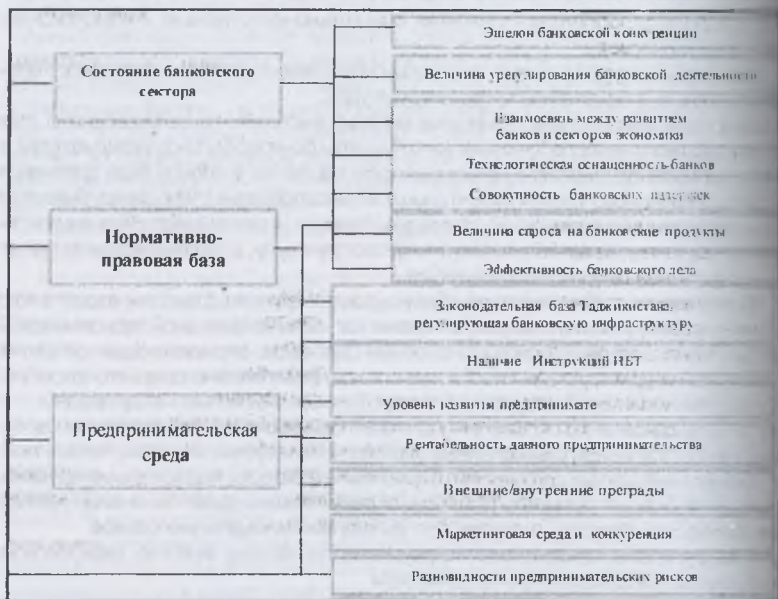 Состояние банковского
сектора
Эшелон банковской конкуренции
Величина урегулирования банковской деятельности
Взаимосвязь между развитием
банков и секторов экономики
Технологическая оснащенность банков
Совокупность банковских издержек
Нормативно-
правовая база
Величина спроса на банковские продукты
Эффективность банковского дела
Законодательная база Таджикистана,
регулирующая банковскую инфраструктуру
Наличие Инструкций НБТ
Предпринимательская
среда
Уровень развития предпринимате
Рентабельность данного предпринимательства
Внешние/внутренние преграды
Маркетинговая среда и конкуренция
Разновидности предпринимательских рисков